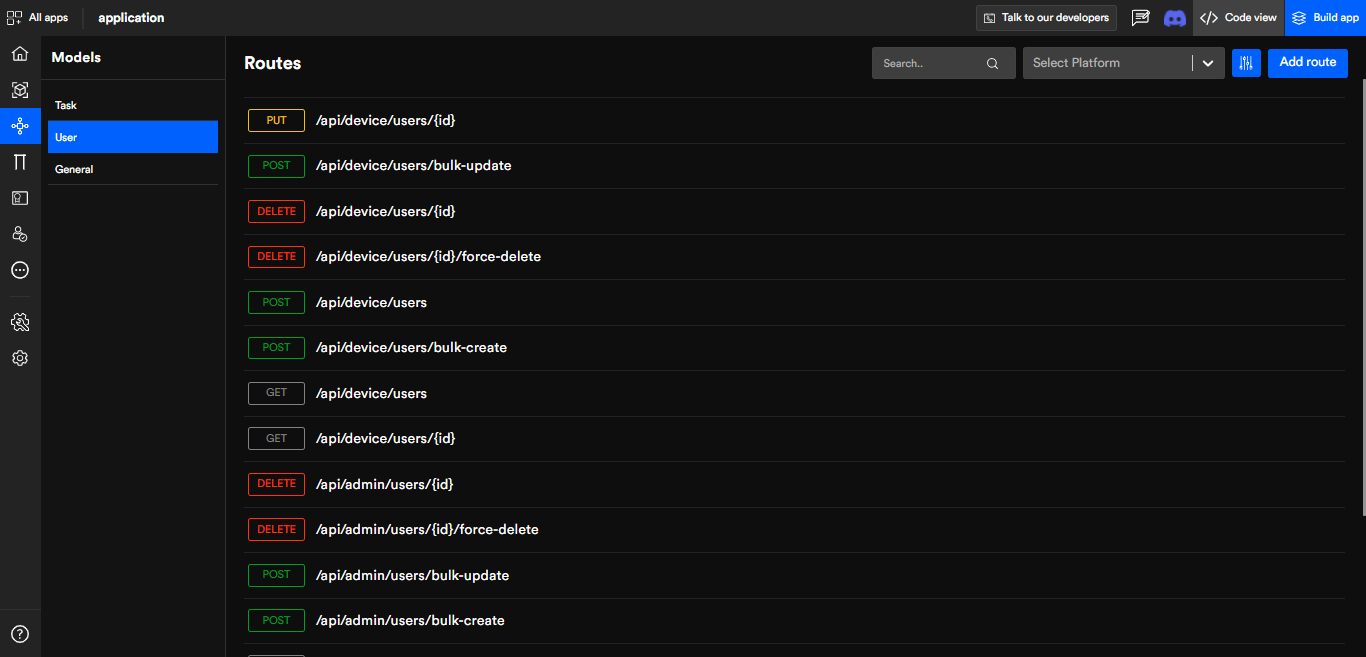 All apps
application
Talk to our developers
Code view
Build app
Models
Task
User
General
Routes
Search..
Select Platform
Add route
PUT /api/device/users/{id}
POST /api/device/users/bulk-update
DELETE /api/device/users/{id}
DELETE /api/device/users/{id}/force-delete
POST /api/device/users
POST /api/device/users/bulk-create
GET /api/device/users
GET /api/device/users/{id}
DELETE /api/admin/users/{id}
DELETE /api/admin/users/{id}/force-delete
POST /api/admin/users/bulk-update
POST /api/admin/users/bulk-create